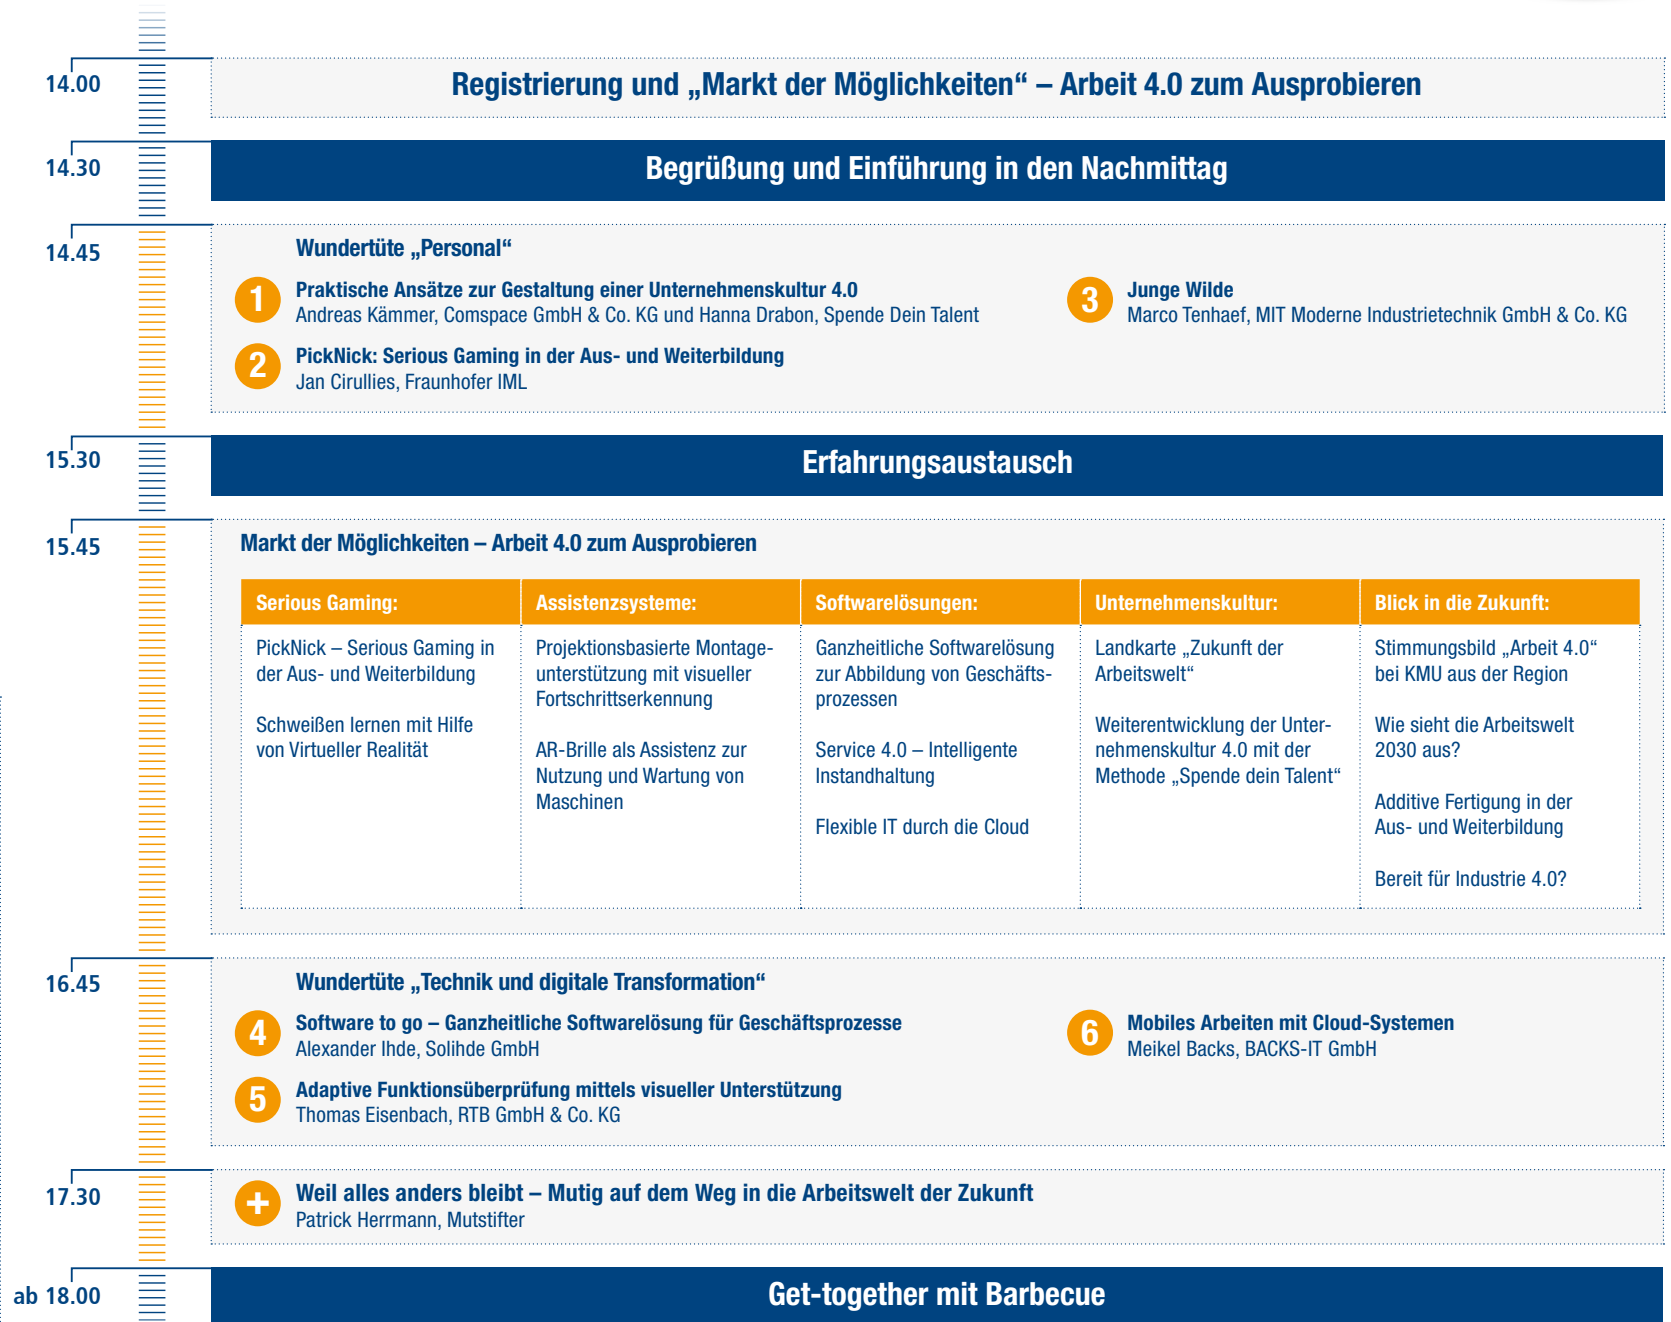 14.00
Registrierung und „Markt der Möglichkeiten“ – Arbeit 4.0 zum Ausprobieren
14.30
Begrüßung und Einführung in den Nachmittag
14.45
Wundertüte „Personal“
1
Praktische Ansätze zur Gestaltung einer Unternehmenskultur 4.0
Andreas Kämmer, Comspace GmbH & Co. KG und Hanna Drabon, Spende Dein Talent
2
PickNick: Serious Gaming in der Aus- und Weiterbildung
Jan Cirullies, Fraunhofer IML
3
Junge Wilde
Marco Tenhaef, MIT Moderne Industrietechnik GmbH & Co. KG
15.30
Erfahrungsaustausch
15.45
Markt der Möglichkeiten – Arbeit 4.0 zum Ausprobieren
Serious Gaming:
PickNick – Serious Gaming in
der Aus- und Weiterbildung
Schweißen lernen mit Hilfe
von Virtueller Realität
Assistenzsysteme:
Projektionsbasierte Montage-
unterstützung mit visueller
Fortschrittserkennung
AR-Brille als Assistenz zur
Nutzung und Wartung von
Maschinen
Softwarelösungen:
Ganzheitliche Softwarelösung
zur Abbildung von Geschäfts-
prozessen
Service 4.0 – Intelligente
Instandhaltung
Flexible IT durch die Cloud
Unternehmenskultur:
Landkarte „Zukunft der
Arbeitswelt“
Weiterentwicklung der Unter-
nehmenskultur 4.0 mit der
Methode „Spende dein Talent“
Blick in die Zukunft:
Stimmungsbild „Arbeit 4.0“
bei KMU aus der Region
Wie sieht die Arbeitswelt
2030 aus?
Additive Fertigung in der
Aus- und Weiterbildung
Bereit für Industrie 4.0?
16.45
Wundertüte „Technik und digitale Transformation“
4
Software to go – Ganzheitliche Softwarelösung für Geschäftsprozesse
Alexander Ihde, Solihde GmbH
5
Adaptive Funktionsüberprüfung mittels visueller Unterstützung
Thomas Eisenbach, RTB GmbH & Co. KG
6
Mobiles Arbeiten mit Cloud-Systemen
Meikel Backs, BACKS-IT GmbH
17.30
+
Weil alles anders bleibt – Mutig auf dem Weg in die Arbeitswelt der Zukunft
Patrick Herrmann, Mutstifter
ab 18.00
Get-together mit Barbecue